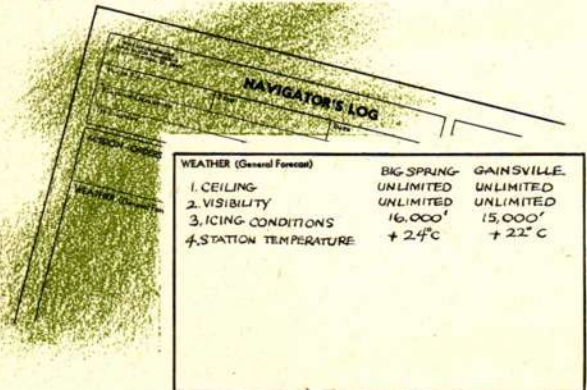 NAVIGATOR'S LOG
WEATHER (General Forecast)
BIG SPRING GAINSVILLE
1. CEILING UNLIMITED UNLIMITED
2. VISIBILITY UNLIMITED UNLIMITED
3. ICING CONDITIONS 16.000' 15,000'
4. STATION TEMPERATURE +24°C +22°C